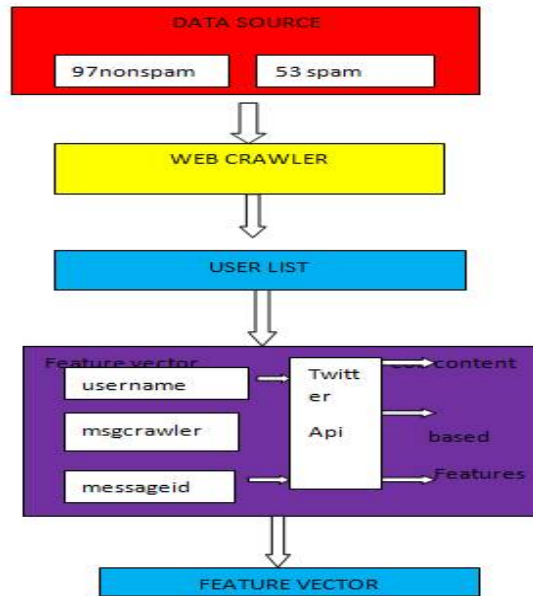 DATA SOURCE
97nonspam
53 spam
WEB CRAWLER
USER LIST
Feature vector
content
username
Twitt
er
Api
msgcrawler
based
messageid
Features
FEATURE VECTOR